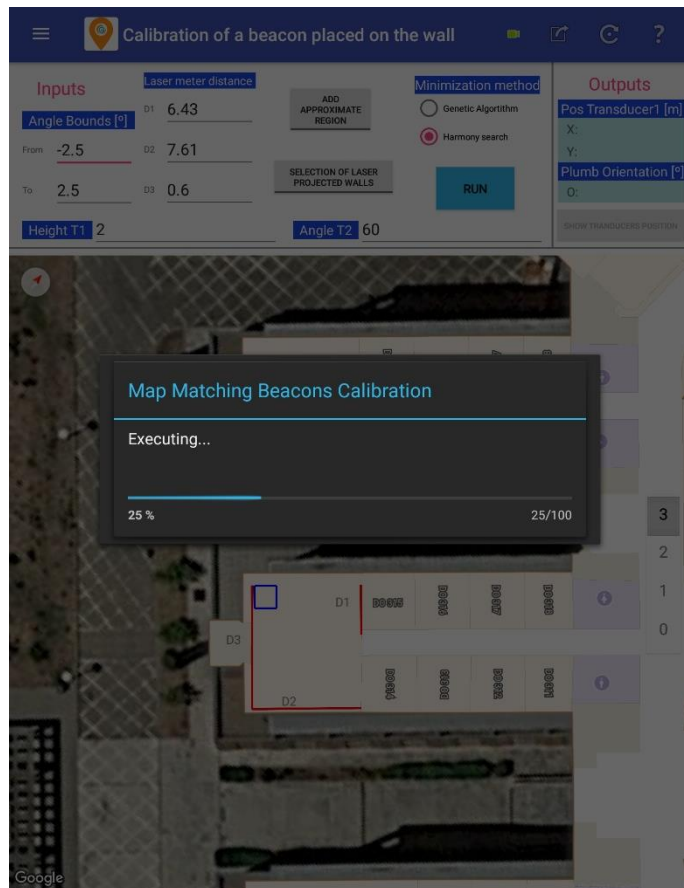 Calibration of a beacon placed on the wall
?
Inputs
Angle Bounds [º]
From -2.5
To 2.5
Height T1 2
Laser meter distance
D1 6.43
D2 7.61
D3 0.6
ADD
APPROXIMATE
REGION
SELECTION OF LASER
PROJECTED WALLS
Angle T2 60
Minimization method
Genetic Algortithm
Harmony search
RUN
Outputs
Pos Transducer1 [m]
X:
Y:
Plumb Orientation [º]
O:
SHOW TRANDUCERS POSITION
Map Matching Beacons Calibration
Executing...
25 %
25/100
3
2
1
0
D1
D3
D2
Google